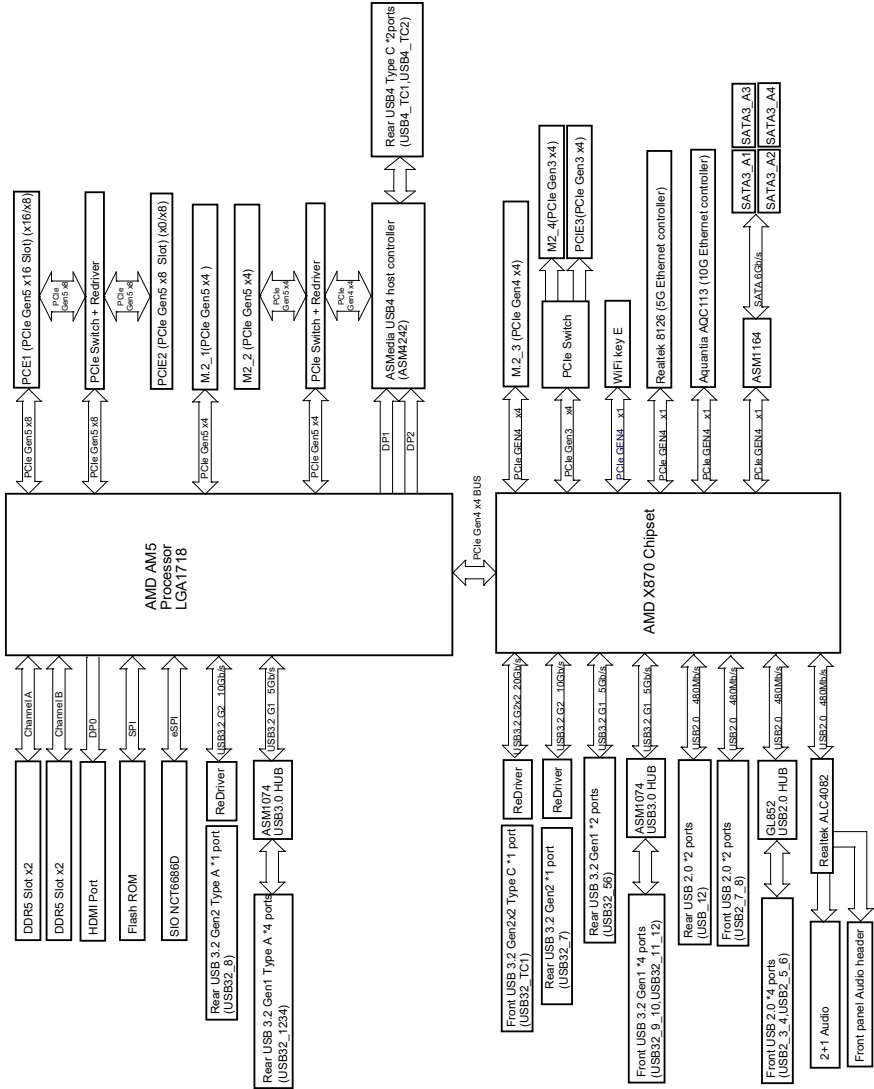 DDR5 Slot x2
Channel A
DDR5 Slot x2
Channel B
HDMI Port
DP0
Flash ROM
SPI
SIO NCT6686D
eSPI
Rear USB 3.2 Gen2 Type A *1 port
(USB32_8)
ReDriver
USB3.2 G2 10Gb/s
Rear USB 3.2 Gen1 Type A *4 ports
(USB32_1234)
ASM1074
USB3.0 HUB
USB3.2 G1 5Gb/s
AMD AM5
Processor
LGA1718
PCIe Gen5 x8
PCE1 (PCIe Gen5 x16 Slot) (x16/x8)
PCIe
Gen5 x8
PCIe Gen5 x8
PCIe Switch + Redriver
PCIe
Gen5 x8
PCIE2 (PCIe Gen5 x8 Slot) (x0/x8)
PCIe Gen5 x4
M.2_1(PCIe Gen5 x4 )
M2_2 (PCIe Gen5 x4)
PCIe
Gen5 x4
PCIe Gen5 x4
PCIe Switch + Redriver
PCIe
Gen4 x4
DP1
DP2
ASMedia USB4 host controller
(ASM4242)
Rear USB4 Type C *2ports
(USB4_TC1,USB4_TC2)
PCIe Gen4 x4 BUS
Front USB 3.2 Gen2x2 Type C *1 port
(USB32_TC1)
ReDriver
USB3.2 G2x2 20Gb/s
Rear USB 3.2 Gen2 *1 port
(USB32_7)
ReDriver
USB3.2 G2 10Gb/s
Rear USB 3.2 Gen1 *2 ports
(USB32_56)
USB3.2 G1 5Gb/s
Front USB 3.2 Gen1 *4 ports
(USB32_9_10,USB32_11_12)
ASM1074
USB3.0 HUB
USB3.2 G1 5Gb/s
Rear USB 2.0 *2 ports
(USB_12)
USB2.0 480Mb/s
Front USB 2.0 *2 ports
(USB2_7_8)
USB2.0 480Mb/s
Front USB 2.0 *4 ports
(USB2_3_4,USB2_5_6)
GL852
USB2.0 HUB
USB2.0 480Mb/s
2+1 Audio
Front panel Audio header
Realtek ALC4082
USB2.0 480Mb/s
AMD X870 Chipset
PCIe GEN4 x4
M.2_3 (PCIe Gen4 x4)
PCIe Gen3 x4
PCIe Switch
M2_4(PCIe Gen3 x4)
PCIE3(PCIe Gen3 x4)
PCIe GEN4 x1
WiFi key E
PCIe GEN4 x1
Realtek 8126 (5G Ethernet controller)
PCIe GEN4 x1
Aquantia AQC113 (10G Ethernet controller)
PCIe GEN4 x1
ASM1164
SATA 6Gb/s
SATA3_A1
SATA3_A3
SATA3_A2
SATA3_A4